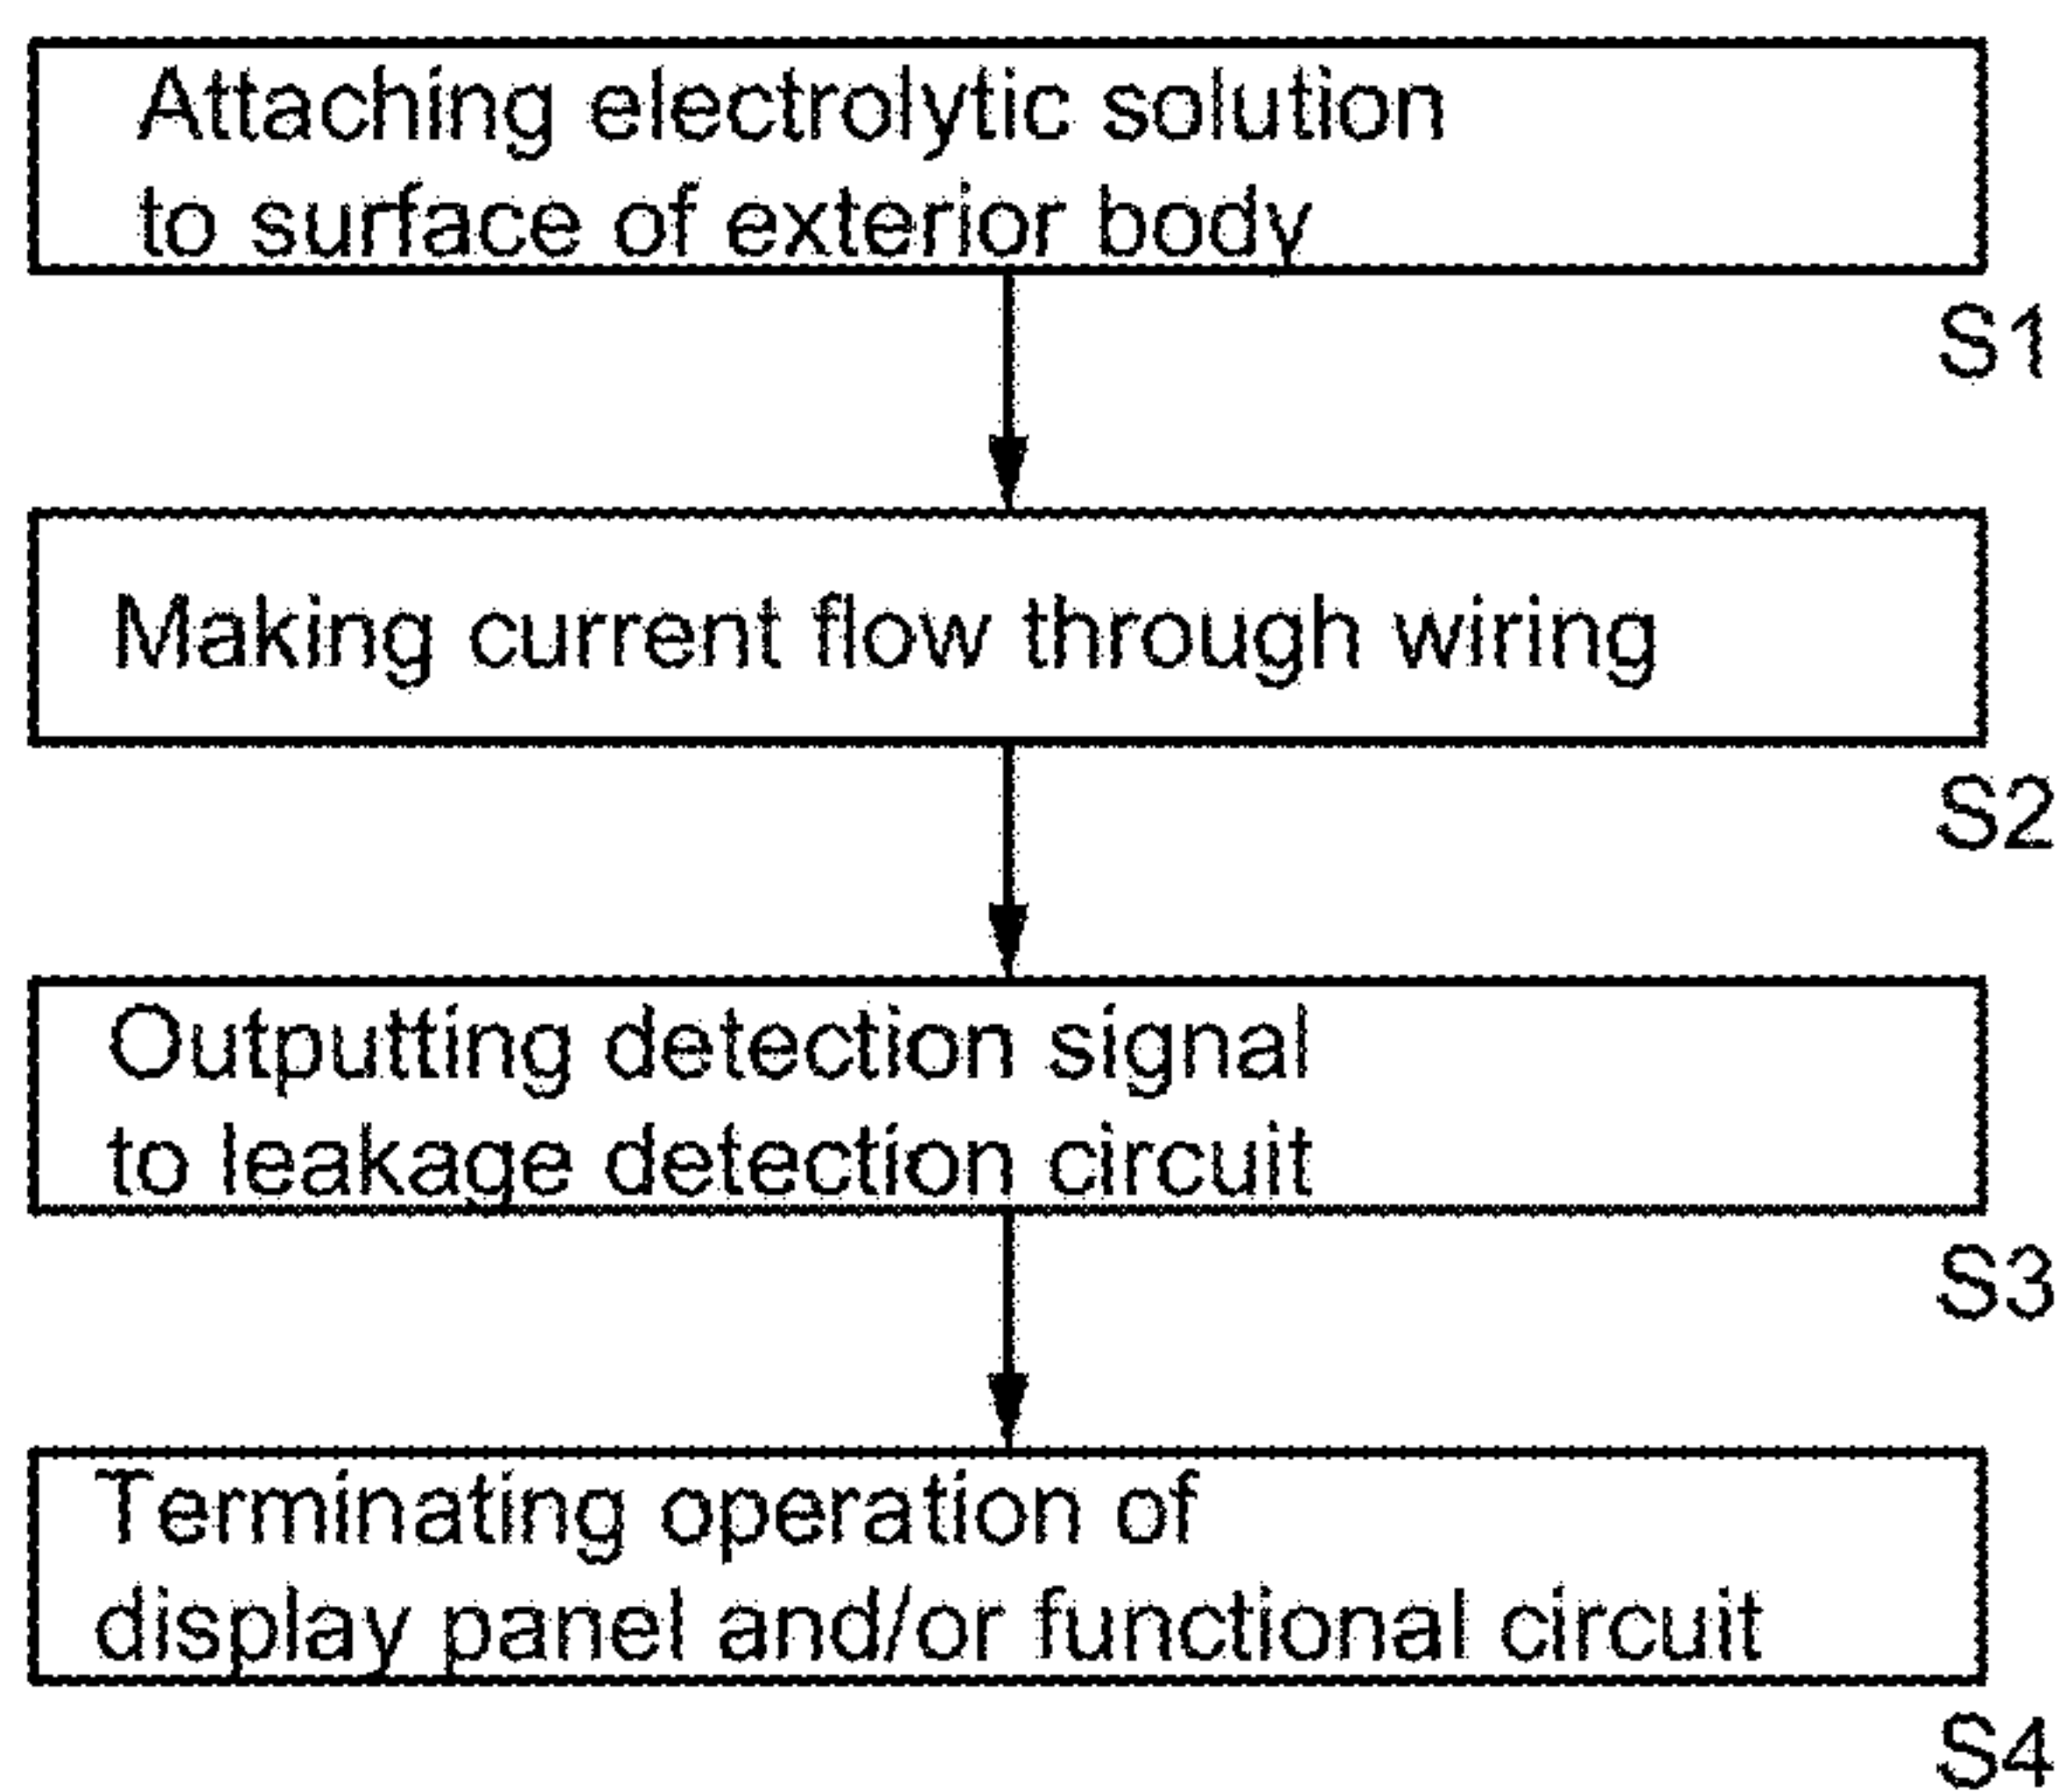 Attaching electrolytic solution
to surface of exterior body
S1
Making current flow through wiring
S2
Outputting detection signal
to leakage detection circuit
S3
Terminating operation of
display panel and/or functional circuit
S4